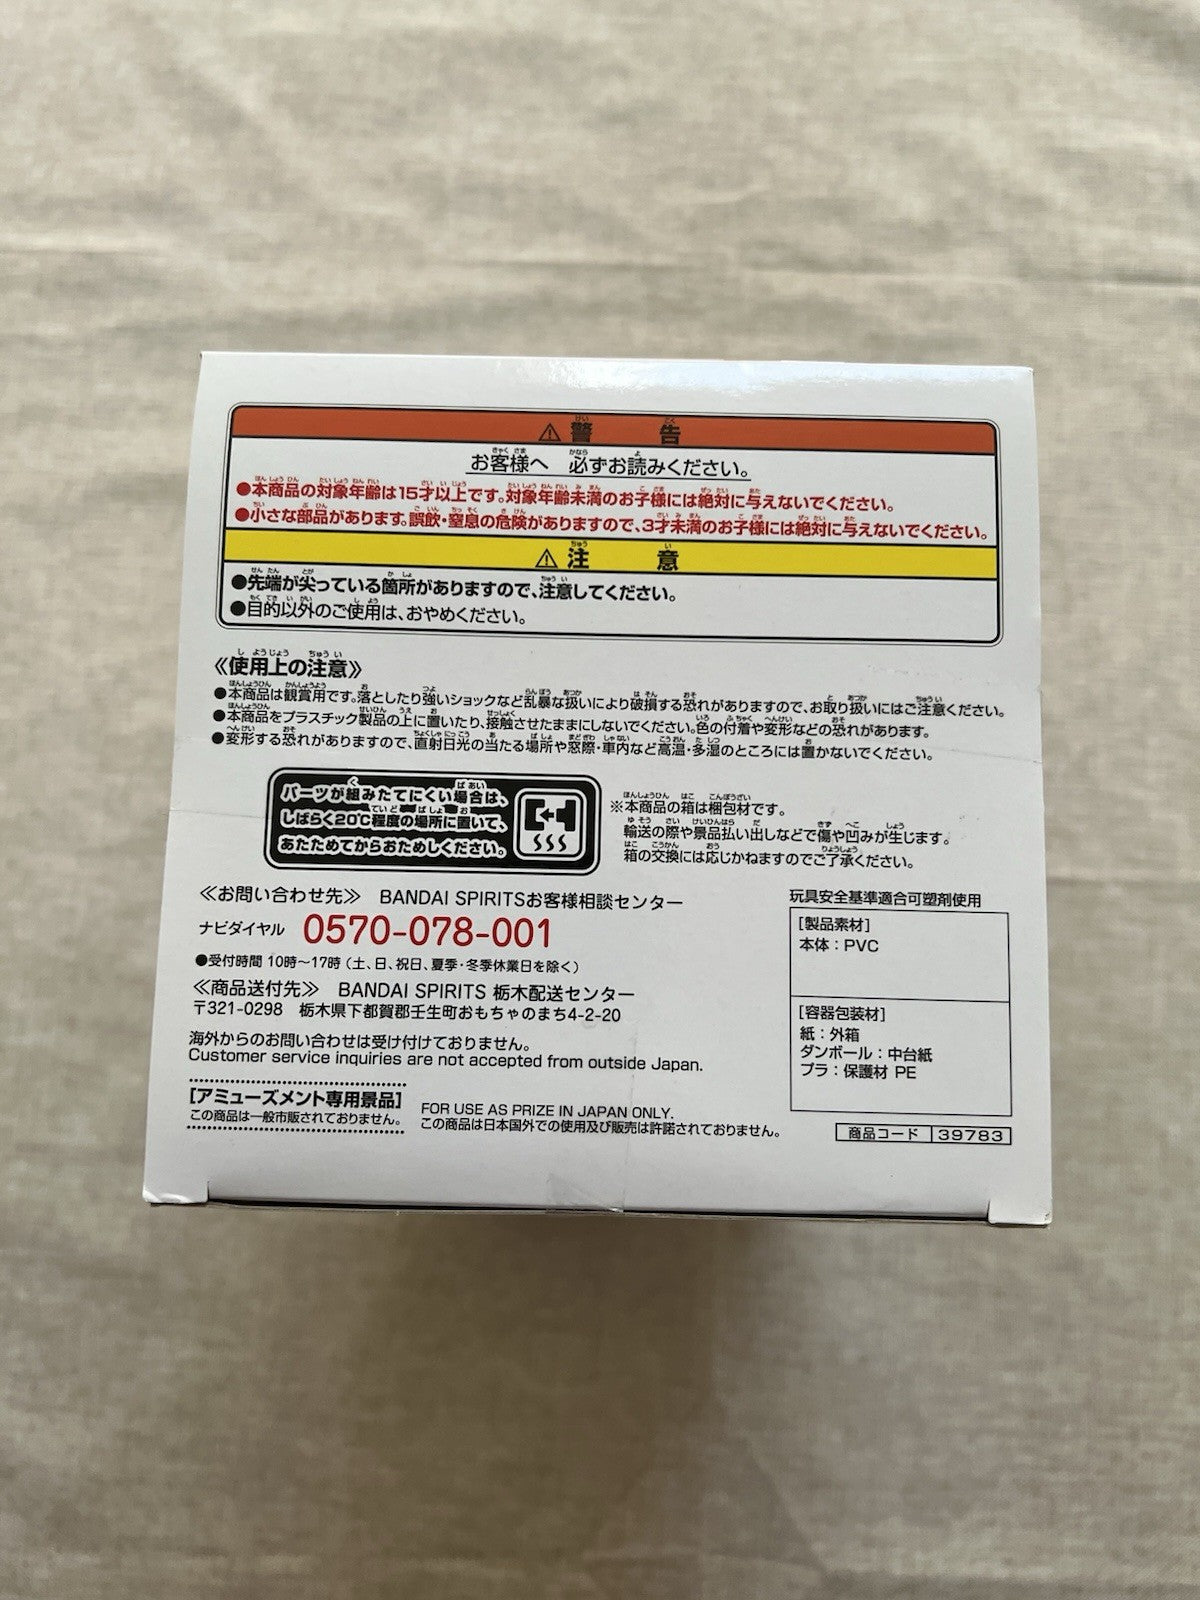 ⚠警告
お客様へ 必ずお読みください。
●本商品の対象年齢は15才以上です。対象年齢未満のお子様には絶対に与えないでください。
●小さな部品があります。誤飲・窒息の危険がありますので、3才未満のお子様には絶対に与えないでください。
⚠注意
●先端が尖っている箇所がありますので、注意してください。
●目的以外のご使用は、おやめください。
《使用上の注意》
●本商品は観賞用です。落としたり強いショックなど乱暴な扱いにより破損する恐れがありますので、お取り扱いにはご注意ください。
●本商品をプラスチック製品の上に置いたり、接触させたままにしないでください。色の付着や変形などの恐れがあります。
●変形する恐れがありますので、直射日光の当たる場所や窓際・車内など高温・多湿のところには置かないでください。
パーツが組みたてにくい場合は、
しばらく20℃程度の場所に置いて、
あたためてからおためしください。
※本商品の箱は梱包材です。
輸送の際や景品払い出しなどで傷や凹みが生じます。
箱の交換には応じかねますのでご了承ください。
≪お問い合わせ先≫ BANDAI SPIRITSお客様相談センター
ナビダイヤル 0570-078-001
●受付時間 10時〜17時（土、日、祝日、夏季・冬季休業日を除く）
≪商品送付先≫ BANDAI SPIRITS 栃木配送センター
〒321-0298 栃木県下都賀郡壬生町おもちゃのまち4-2-20
海外からのお問い合わせは受け付けておりません。
Customer service inquiries are not accepted from outside Japan.
[アミューズメント専用景品]
この商品は一般市販されておりません。
FOR USE AS PRIZE IN JAPAN ONLY.
この商品は日本国外での使用及び販売は許諾されておりません。
玩具安全基準適合可塑剤使用
[製品素材]
本体：PVC
[容器包装材]
紙：外箱
ダンボール：中台紙
プラ：保護材 PE
商品コード 39783